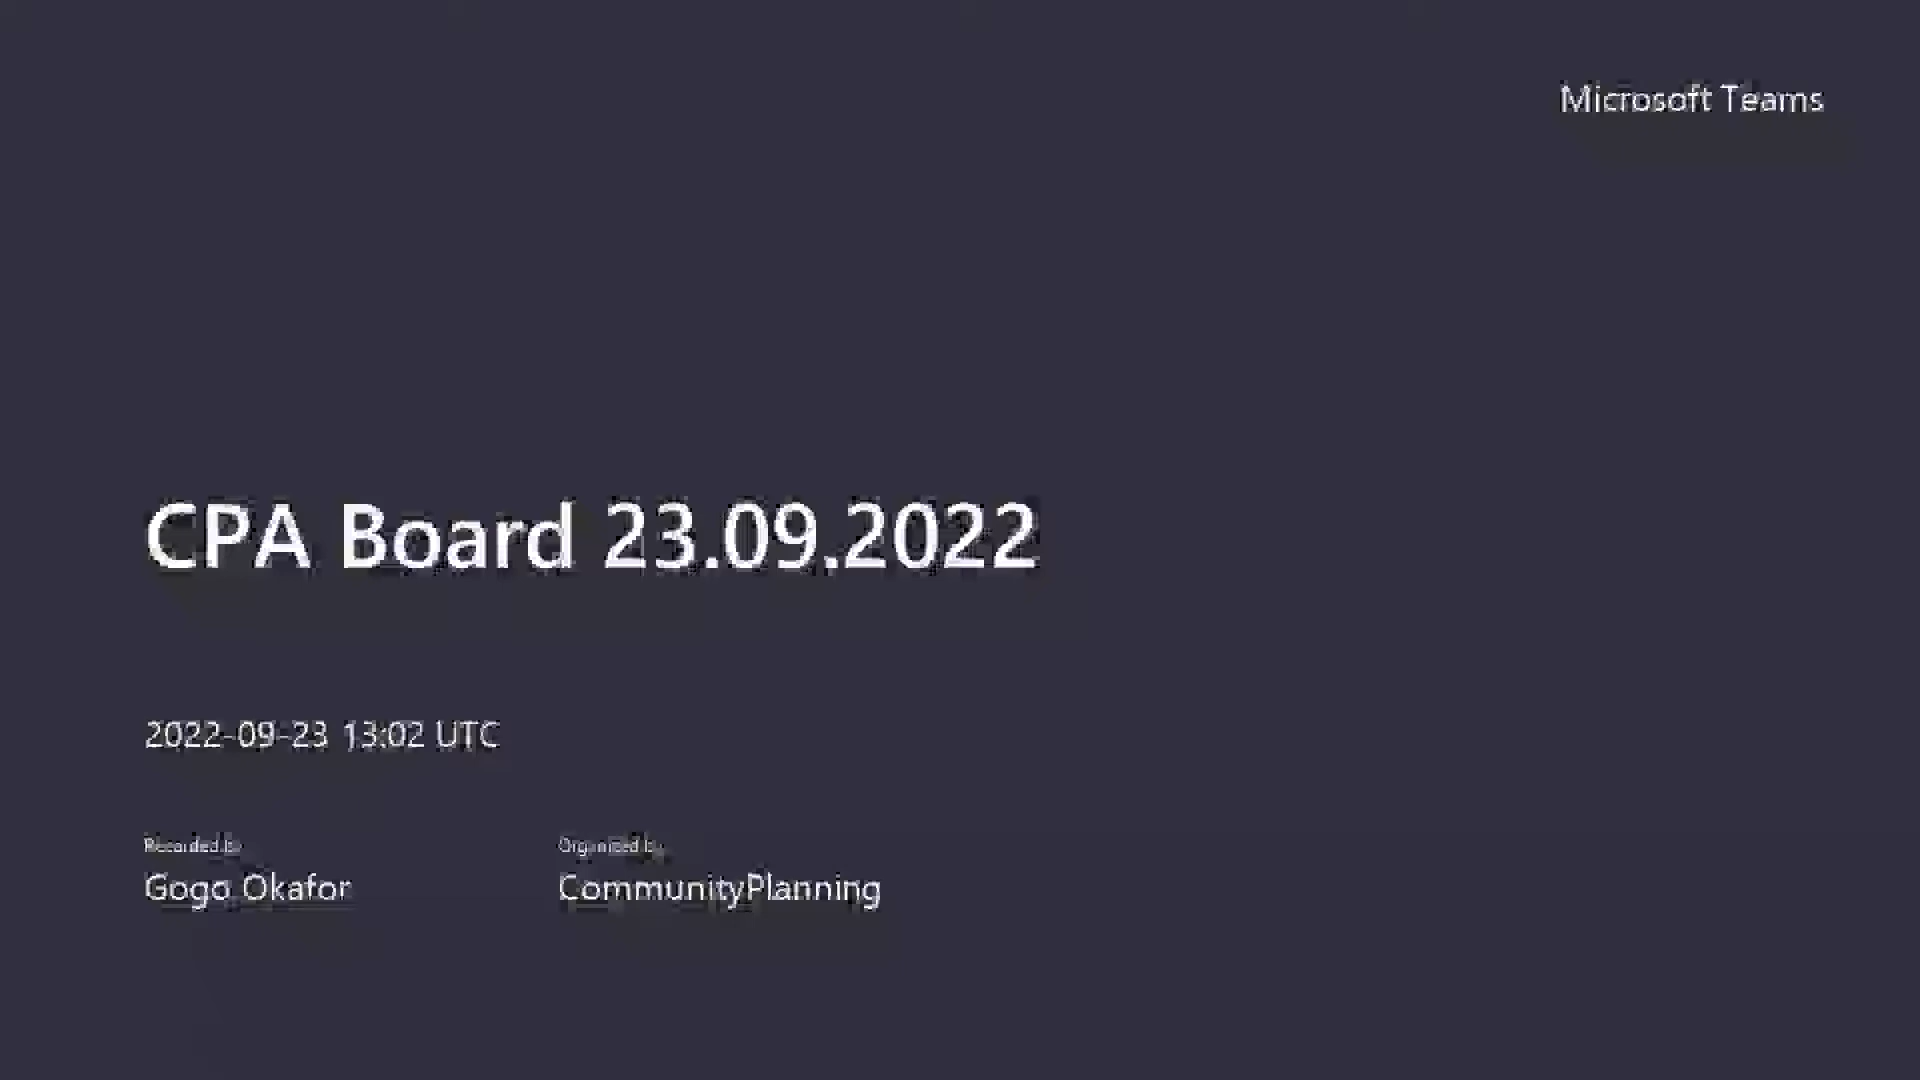 Microsoft Teams
CPA Board 23.09.2022
2022-09-23 13:02 UTC
Recorded by
Organized by
Gogo Okafor
CommunityPlanning